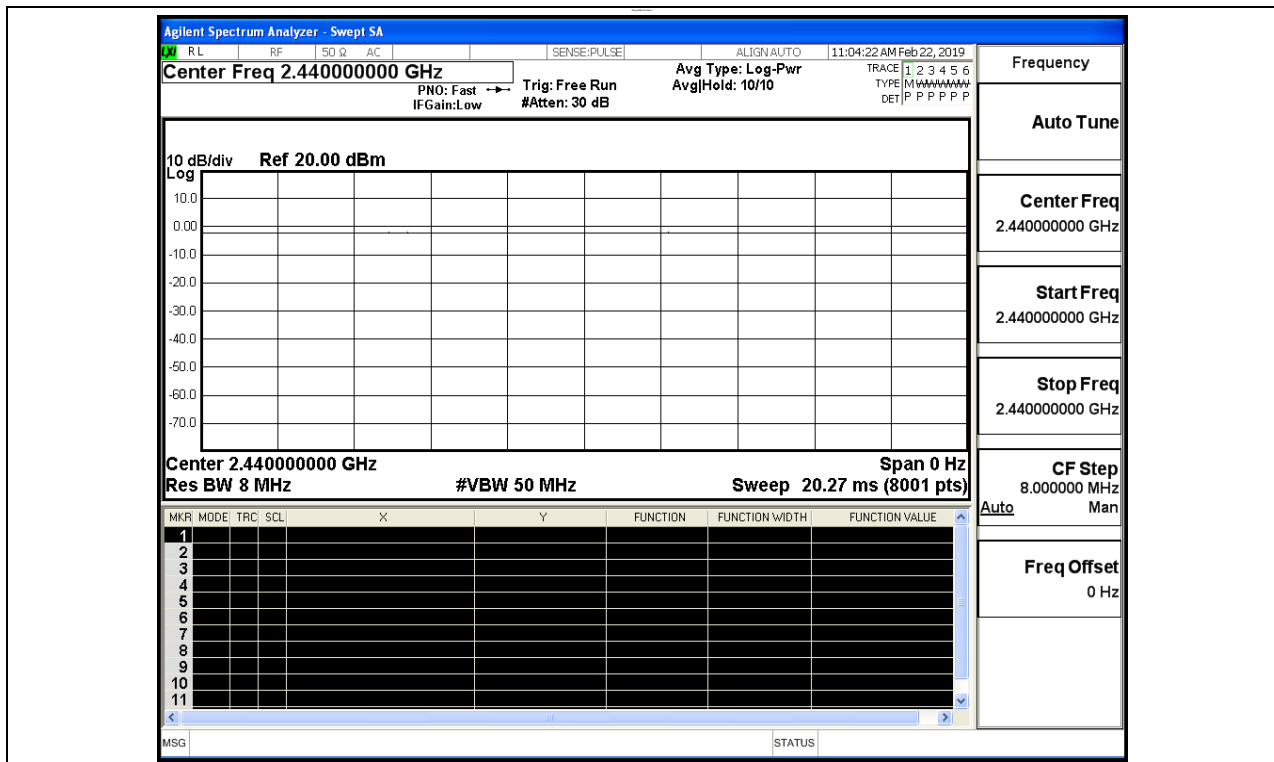 Agilent Spectrum Analyzer - Swept SA
LXI RL RF 50 Ω AC SENSE:PULSE ALIGN AUTO 11:04:22 AM Feb 22, 2019
Center Freq 2.440000000 GHz
PNO: Fast
IFGain:Low
Trig: Free Run
#Atten: 30 dB
Avg Type: Log-Pwr
Avg|Hold: 10/10
TRACE 1 2 3 4 5 6
TYPE M WWWWW
DET P P P P P P
10 dB/div Ref 20.00 dBm
Log
10.0
0.00
-10.0
-20.0
-30.0
-40.0
-50.0
-60.0
-70.0
Center 2.440000000 GHz Span 0 Hz
Res BW 8 MHz #VBW 50 MHz Sweep 20.27 ms (8001 pts)
MKR MODE TRC SCL X Y FUNCTION FUNCTION WIDTH FUNCTION VALUE
1
2
3
4
5
6
7
8
9
10
11
MSG STATUS
Frequency
Auto Tune
Center Freq
2.440000000 GHz
Start Freq
2.440000000 GHz
Stop Freq
2.440000000 GHz
CF Step
8.000000 MHz
Auto Man
Freq Offset
0 Hz